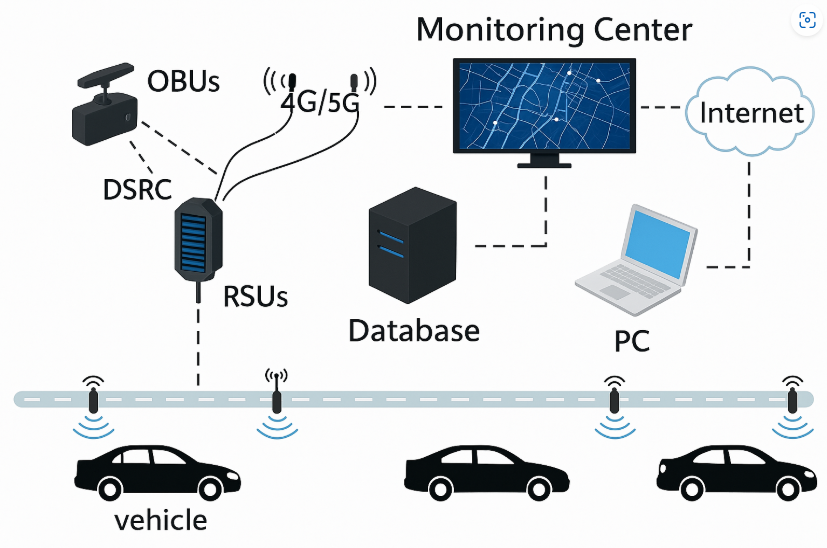 Monitoring Center
OBUs
4G/5G
Internet
DSRC
RSUs
Database
PC
vehicle